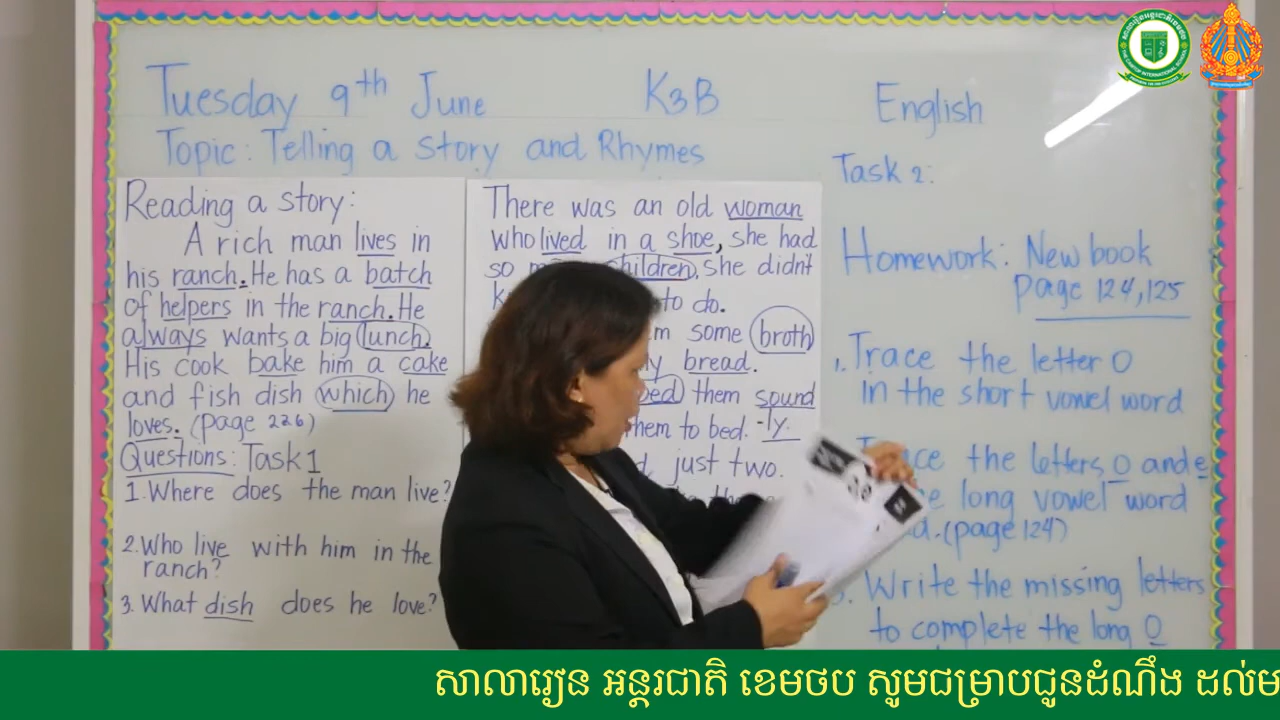 Tuesday 9th June K3B English
Topic: Telling a story and Rhymes
Reading a story:
A rich man lives in
his ranch. He has a batch
of helpers in the ranch. He
always wants a big lunch.
His cook bake him a cake
and fish dish which he
loves. (page 226)
Questions: Task 1
1. Where does the man live?
2. Who live with him in the
ranch?
3. What dish does he love?
There was an old woman
who lived in a shoe, she had
so children, she didn't
to do.
some broth
bread.
them sound
-ly.
them to bed.
just two.
Task 2:
Homework: New book
page 124, 125
1. Trace the letter O
in the short vowel word
the letters o and e
long vowel word
(page 124)
Write the missing letters
to complete the long o
សាលារៀន អន្តរជាតិ ខេមថប សូមជម្រាបជូនដំណឹង ដល់ម